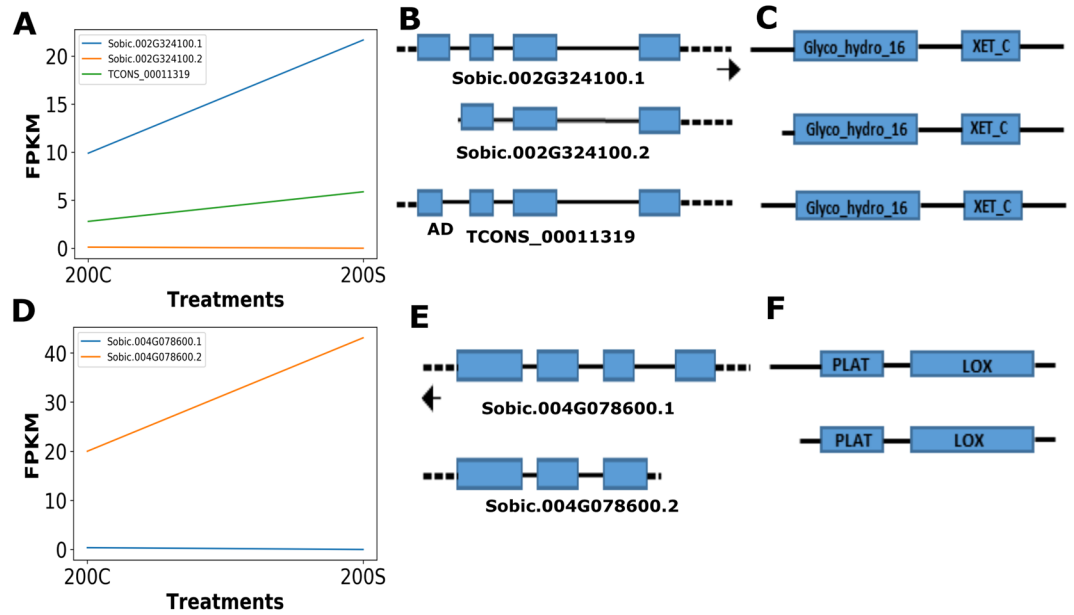 A
FPKM
20
15
10
5
0
Sobic.002G324100.1
Sobic.002G324100.2
TCONS_00011319
200C
200S
Treatments
B
Sobic.002G324100.1
Sobic.002G324100.2
AD
TCONS_00011319
C
Glyco_hydro_16
XET_C
Glyco_hydro_16
XET_C
Glyco_hydro_16
XET_C
D
FPKM
40
30
20
10
0
Sobic.004G078600.1
Sobic.004G078600.2
200C
200S
Treatments
E
Sobic.004G078600.1
Sobic.004G078600.2
F
PLAT
LOX
PLAT
LOX